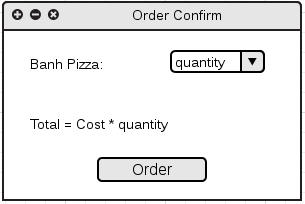 Order Confirm
Banh Pizza: quantity
Total = Cost * quantity
Order